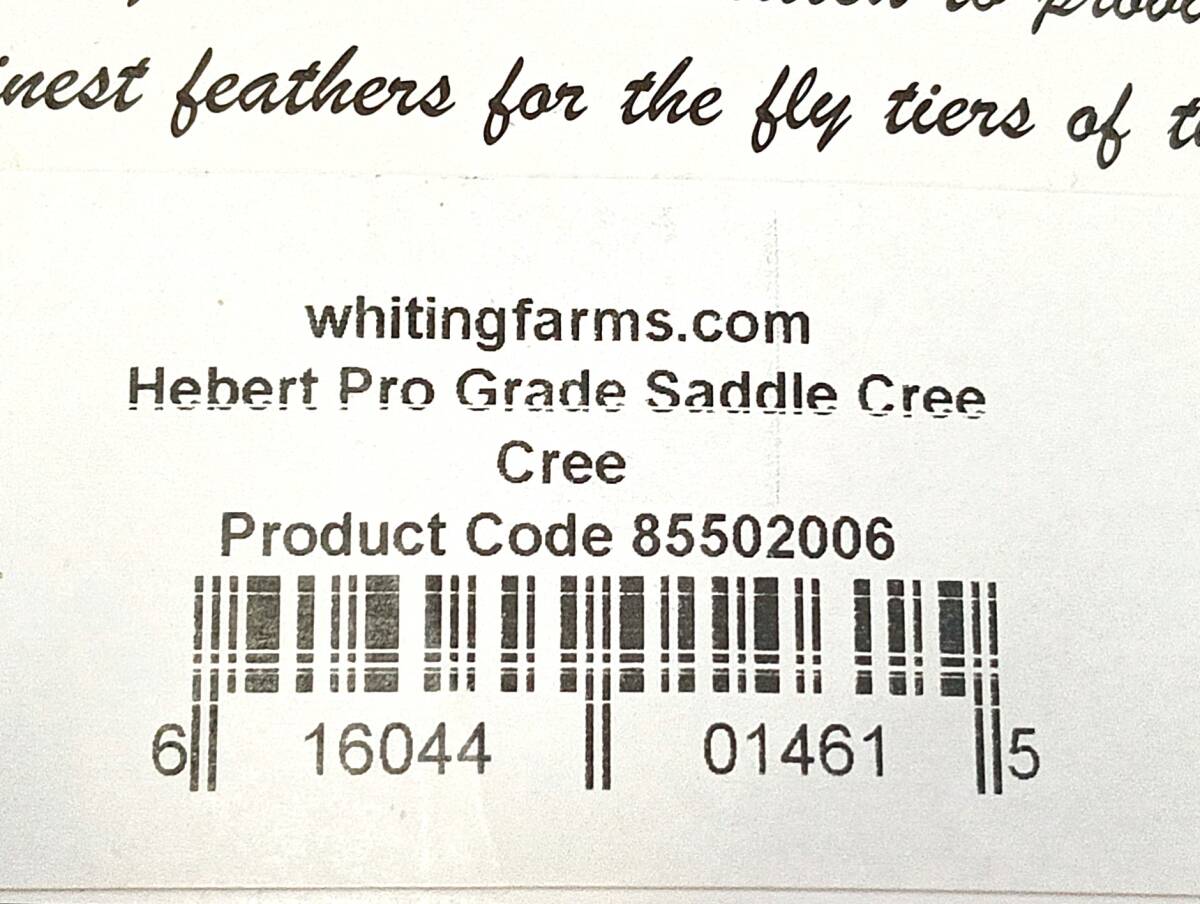 to
feathers for the fly tiers of
whitingfarms.com
Hebert Pro Grade Saddle Cree
Cree
Product Code 85502006
6 16044 01461 5